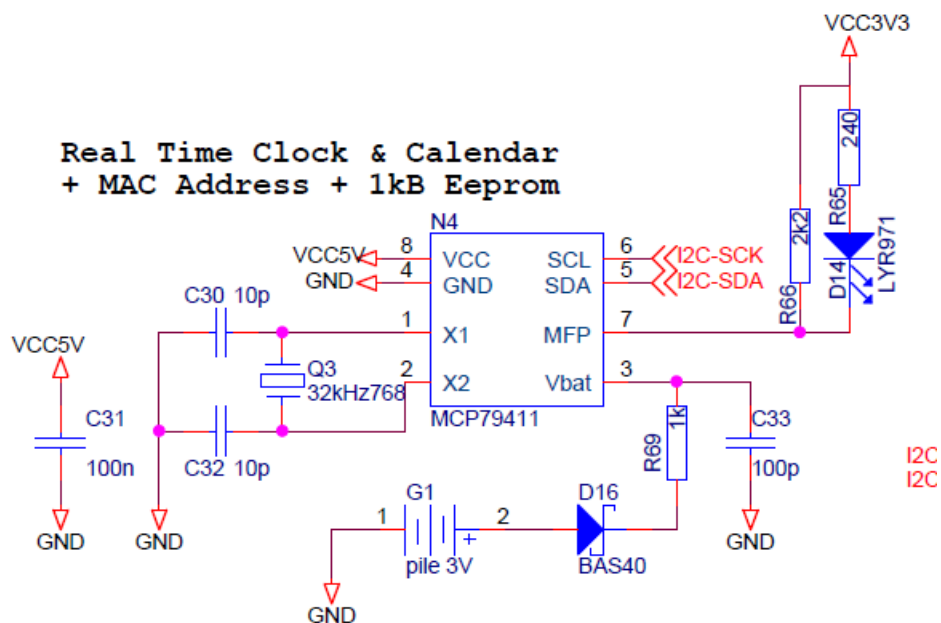 VCC3V3
Real Time Clock & Calendar
+ MAC Address + 1kB Eeprom
240
R65
2k2
R66
D14
LYR971
N4
VCC5V
8
VCC
SCL
6
I2C-SCK
GND
4
GND
SDA
5
I2C-SDA
C30 10p
1
X1
MFP
7
VCC5V
Q3
32kHz768
2
X2
Vbat
3
MCP79411
C31
100n
C32 10p
R69
1k
C33
100p
I2C
I2C
GND
GND
G1
1
2
+
pile 3V
D16
BAS40
GND
GND